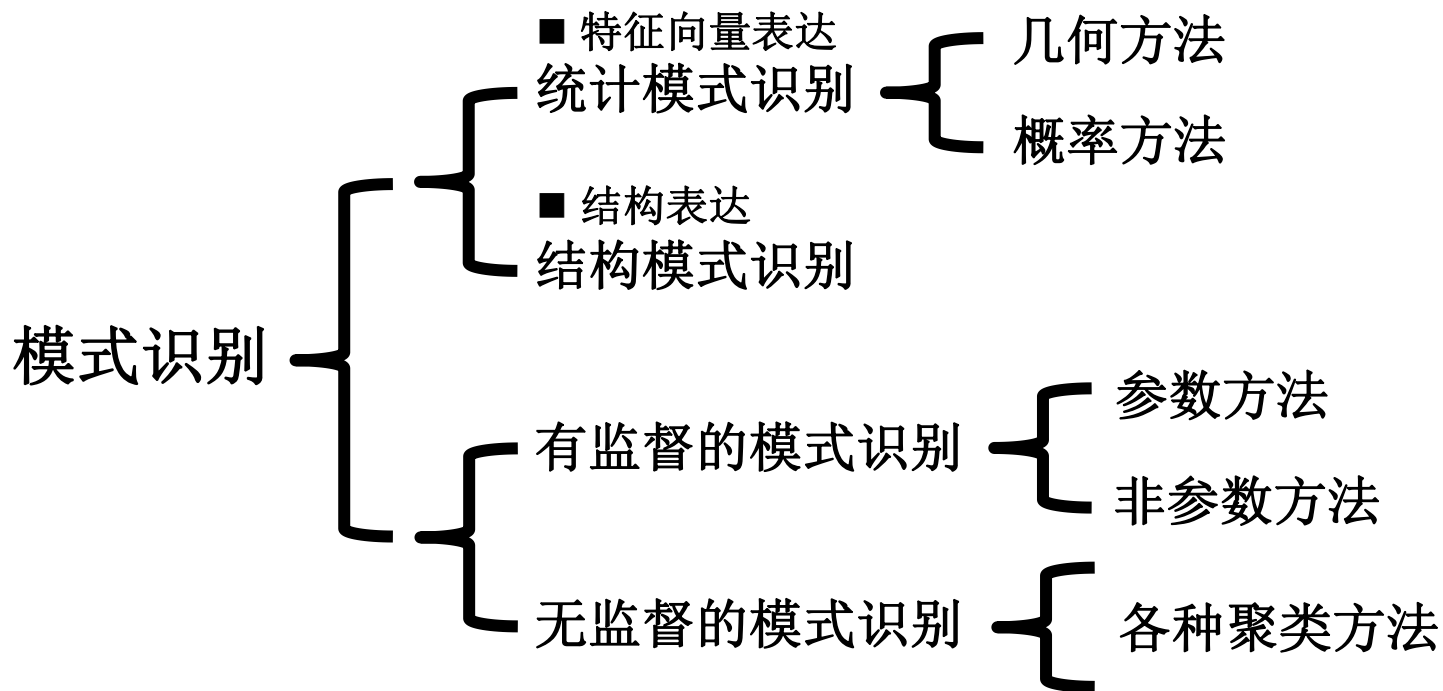 ■ 特征向量表达
统计模式识别
几何方法
概率方法
■ 结构表达
结构模式识别
模式识别
有监督的模式识别
参数方法
非参数方法
无监督的模式识别
各种聚类方法